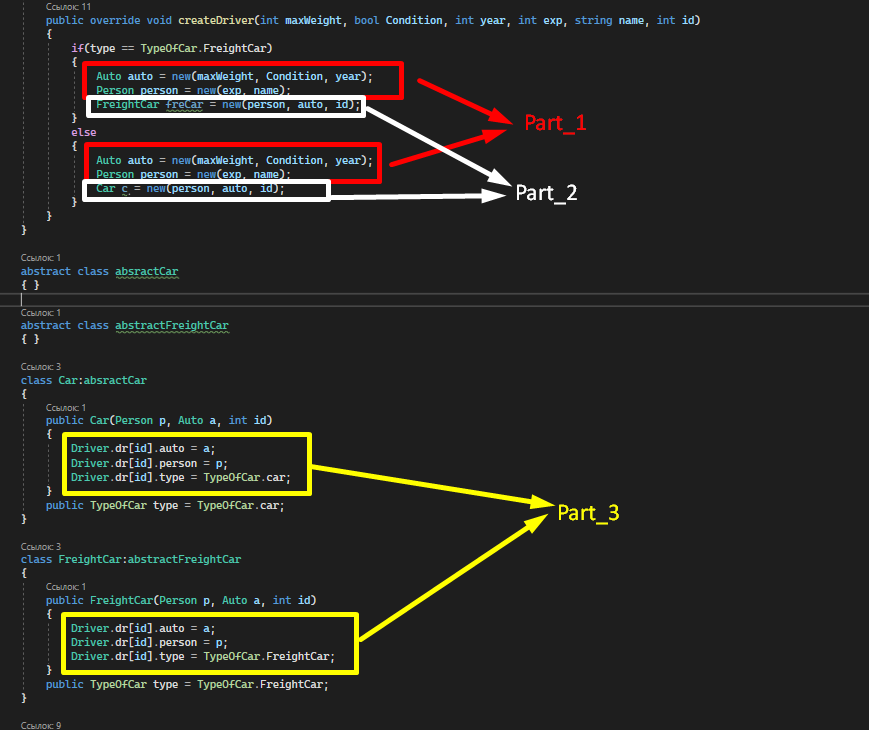 Ссылок: 11
public override void createDriver(int maxWeight, bool Condition, int year, int exp, string name, int id)
{
if(type == TypeOfCar.FreightCar)
{
Auto auto = new(maxWeight, Condition, year);
Person person = new(exp, name);
FreightCar freCar = new(person, auto, id);
}
else
{
Auto auto = new(maxWeight, Condition, year);
Person person = new(exp, name);
Car c = new(person, auto, id);
}
}
}
Part_1
Part_2
Ссылок: 1
abstract class absractCar
{ }
Ссылок: 1
abstract class abstractFreightCar
{ }
Ссылок: 3
class Car:absractCar
{
Ссылок: 1
public Car(Person p, Auto a, int id)
{
Driver.dr[id].auto = a;
Driver.dr[id].person = p;
Driver.dr[id].type = TypeOfCar.car;
}
public TypeOfCar type = TypeOfCar.car;
}
Part_3
Ссылок: 3
class FreightCar:abstractFreightCar
{
Ссылок: 1
public FreightCar(Person p, Auto a, int id)
{
Driver.dr[id].auto = a;
Driver.dr[id].person = p;
Driver.dr[id].type = TypeOfCar.FreightCar;
}
public TypeOfCar type = TypeOfCar.FreightCar;
}
Ссылок: 9